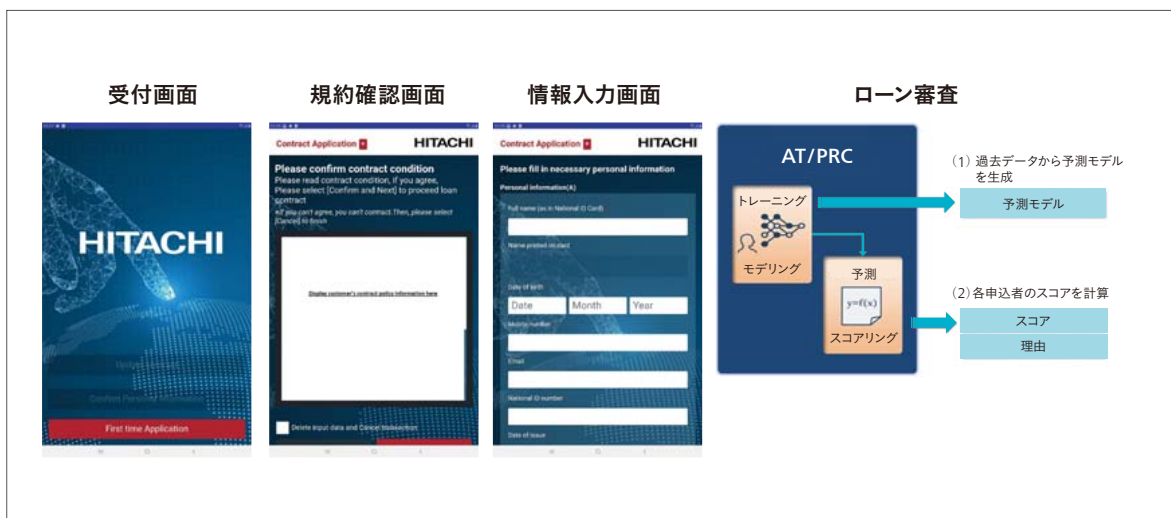 受付画面
規約確認画面
情報入力画面
ローン審査
HITACHI
First time Application
Contract Application
HITACHI
Please confirm contract condition
Please read contract condition, if you agree,
Please select [Confirm and Next] to proceed loan
contract
*If you can't agree, you can't contract. Then, please select
[Cancel] to finish
Display customer's contract policy information here
Delete input data and Cancel transaction
Contract Application
HITACHI
Please fill in necessary personal information
Personal information(A)
Full name (as in National ID Card)
Date of birth
Date Month Year
Mobile number
Email
National ID number
Date of issue
AT/PRC
トレーニング
モデリング
予測
y=f(x)
スコアリング
(1) 過去データから予測モデル
を生成
予測モデル
(2) 各申込者のスコアを計算
スコア
理由